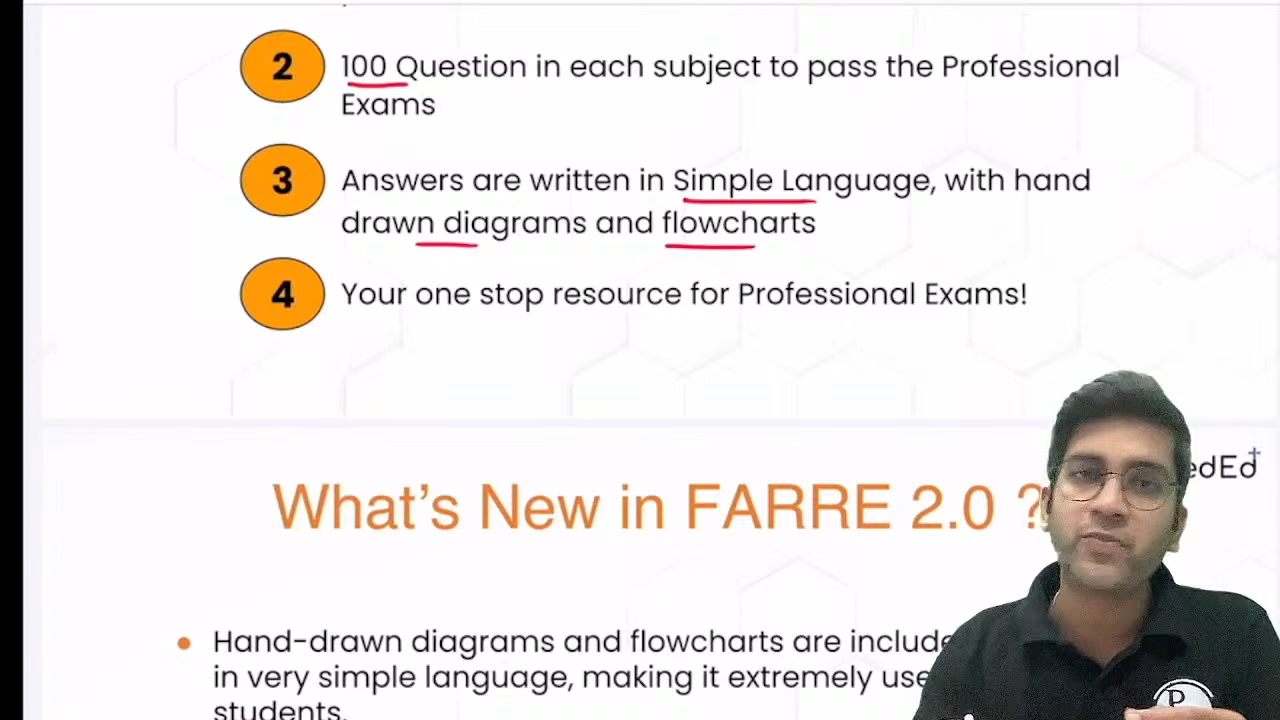 2
100 Question in each subject to pass the Professional
Exams
3
Answers are written in Simple Language, with hand
drawn diagrams and flowcharts
4
Your one stop resource for Professional Exams!
edEd+
What's New in FARRE 2.0 ?
Hand-drawn diagrams and flowcharts are include
in very simple language, making it extremely use
students.
P